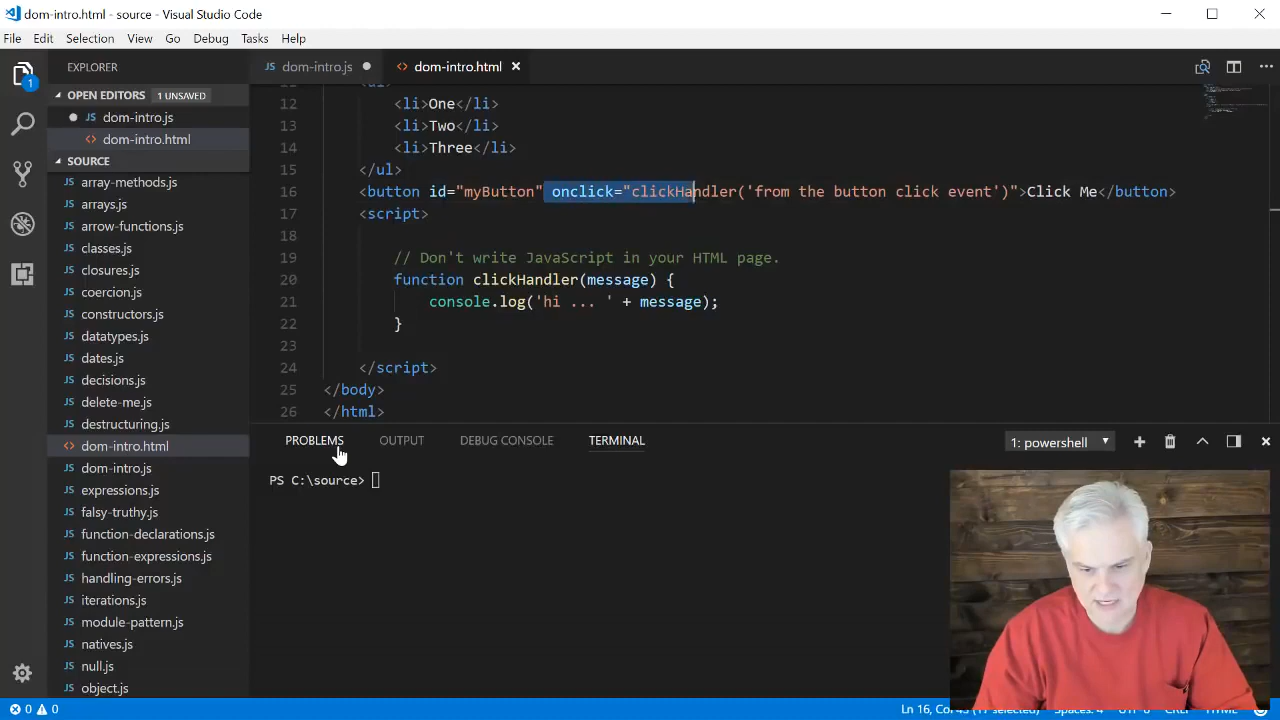 dom-intro.html - source - Visual Studio Code
File Edit Selection View Go Debug Tasks Help
EXPLORER
dom-intro.js
dom-intro.html
OPEN EDITORS 1 UNSAVED
dom-intro.js
dom-intro.html
SOURCE
array-methods.js
arrays.js
arrow-functions.js
classes.js
closures.js
coercion.js
constructors.js
datatypes.js
dates.js
decisions.js
delete-me.js
destructuring.js
dom-intro.html
dom-intro.js
expressions.js
falsy-truthy.js
function-declarations.js
function-expressions.js
handling-errors.js
iterations.js
module-pattern.js
natives.js
null.js
object.js
12 <li>One</li>
13 <li>Two</li>
14 <li>Three</li>
15 </ul>
16 <button id="myButton" onclick="clickHandler('from the button click event')">Click Me</button>
17 <script>
18
19 // Don't write JavaScript in your HTML page.
20 function clickHandler(message) {
21 console.log('hi ... ' + message);
22 }
23
24 </script>
25 </body>
26 </html>
PROBLEMS OUTPUT DEBUG CONSOLE TERMINAL 1: powershell
PS C:\source>
1
0 0